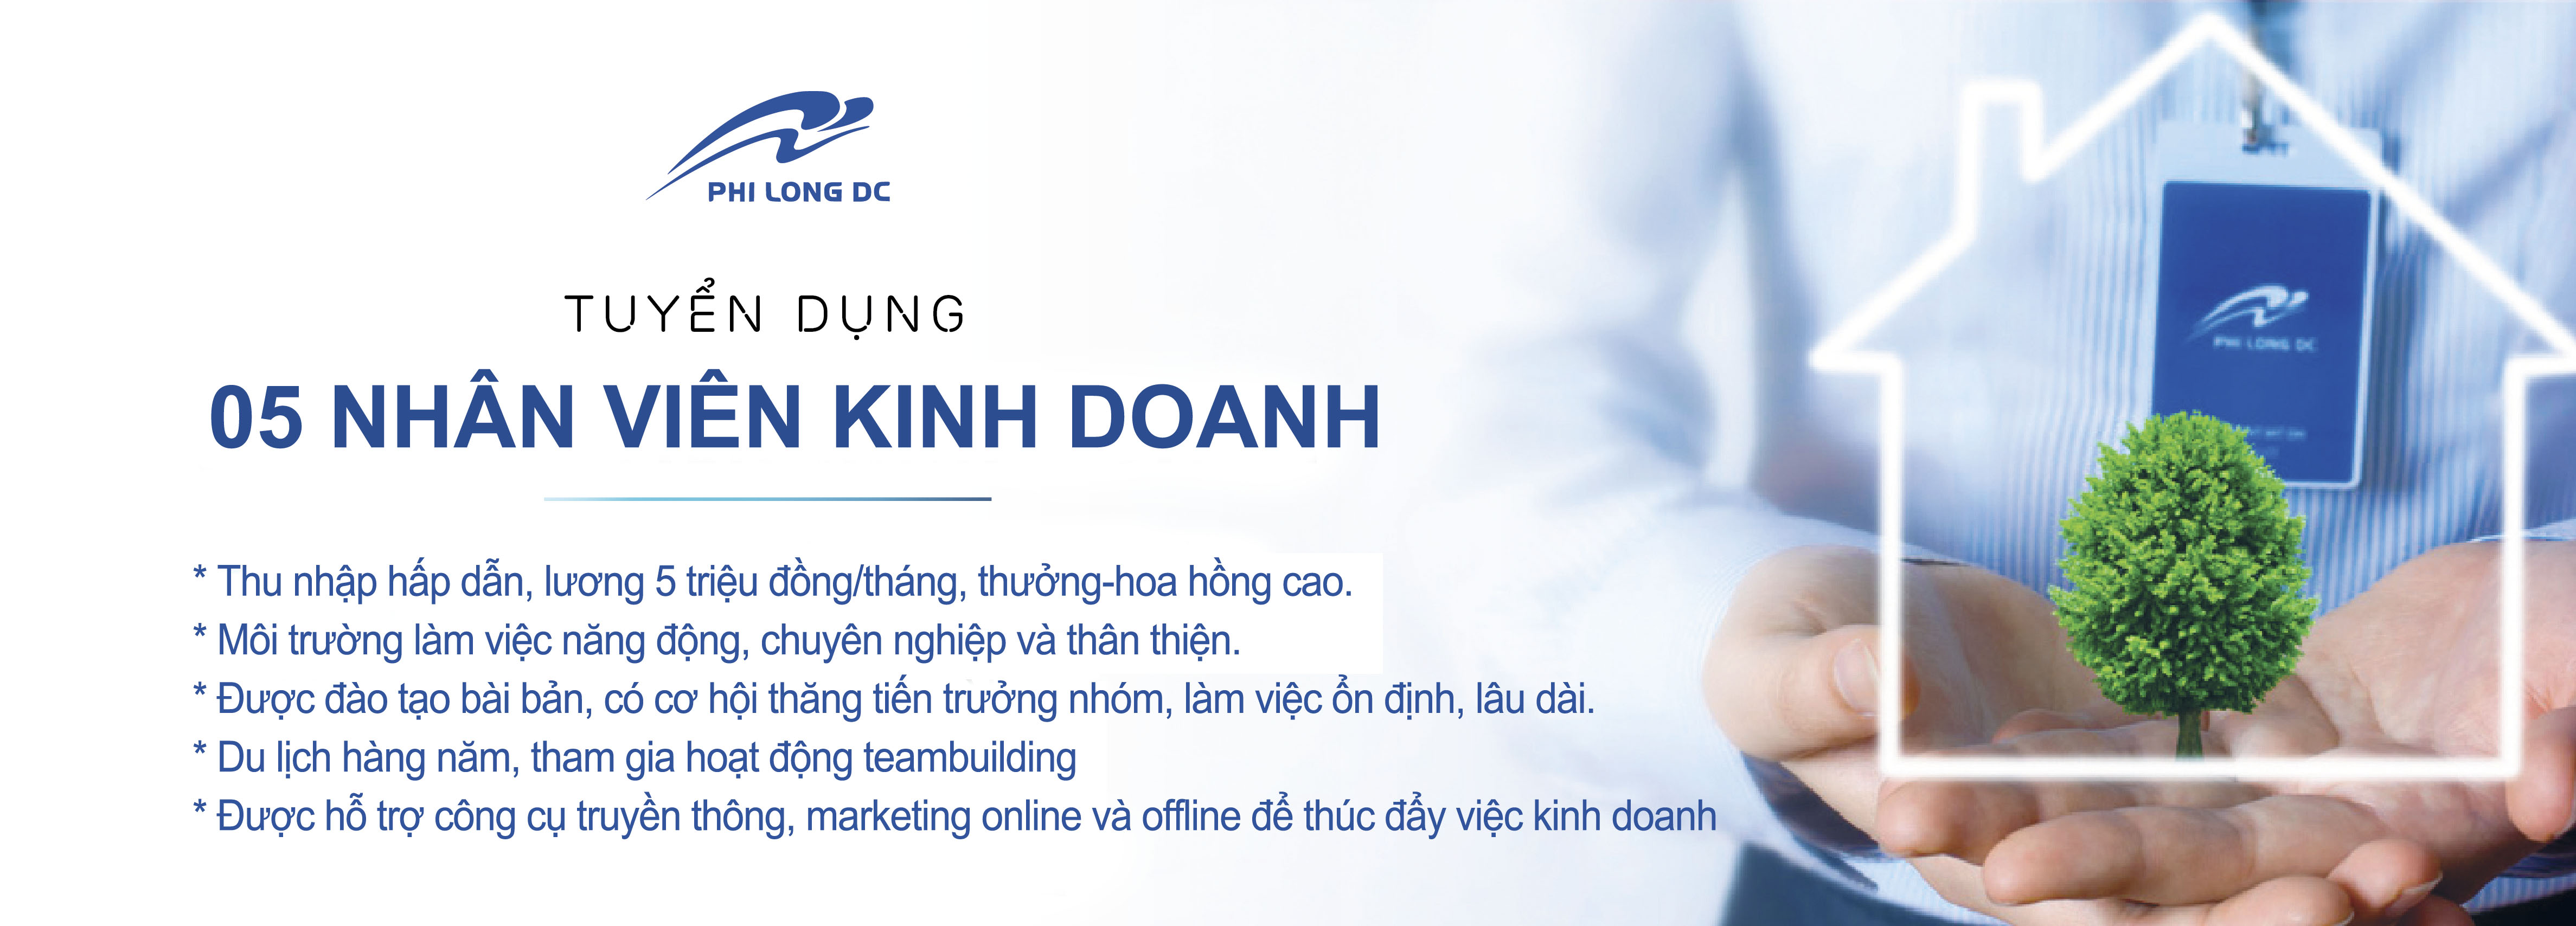 PHI LONG DC
TUYỂN DỤNG
05 NHÂN VIÊN KINH DOANH
* Thu nhập hấp dẫn, lương 5 triệu đồng/tháng, thưởng-hoa hồng cao.
* Môi trường làm việc năng động, chuyên nghiệp và thân thiện.
* Được đào tạo bài bản, có cơ hội thăng tiến trưởng nhóm, làm việc ổn định, lâu dài.
* Du lịch hàng năm, tham gia hoạt động teambuilding
* Được hỗ trợ công cụ truyền thông, marketing online và offline để thúc đẩy việc kinh doanh
PHI LONG DC